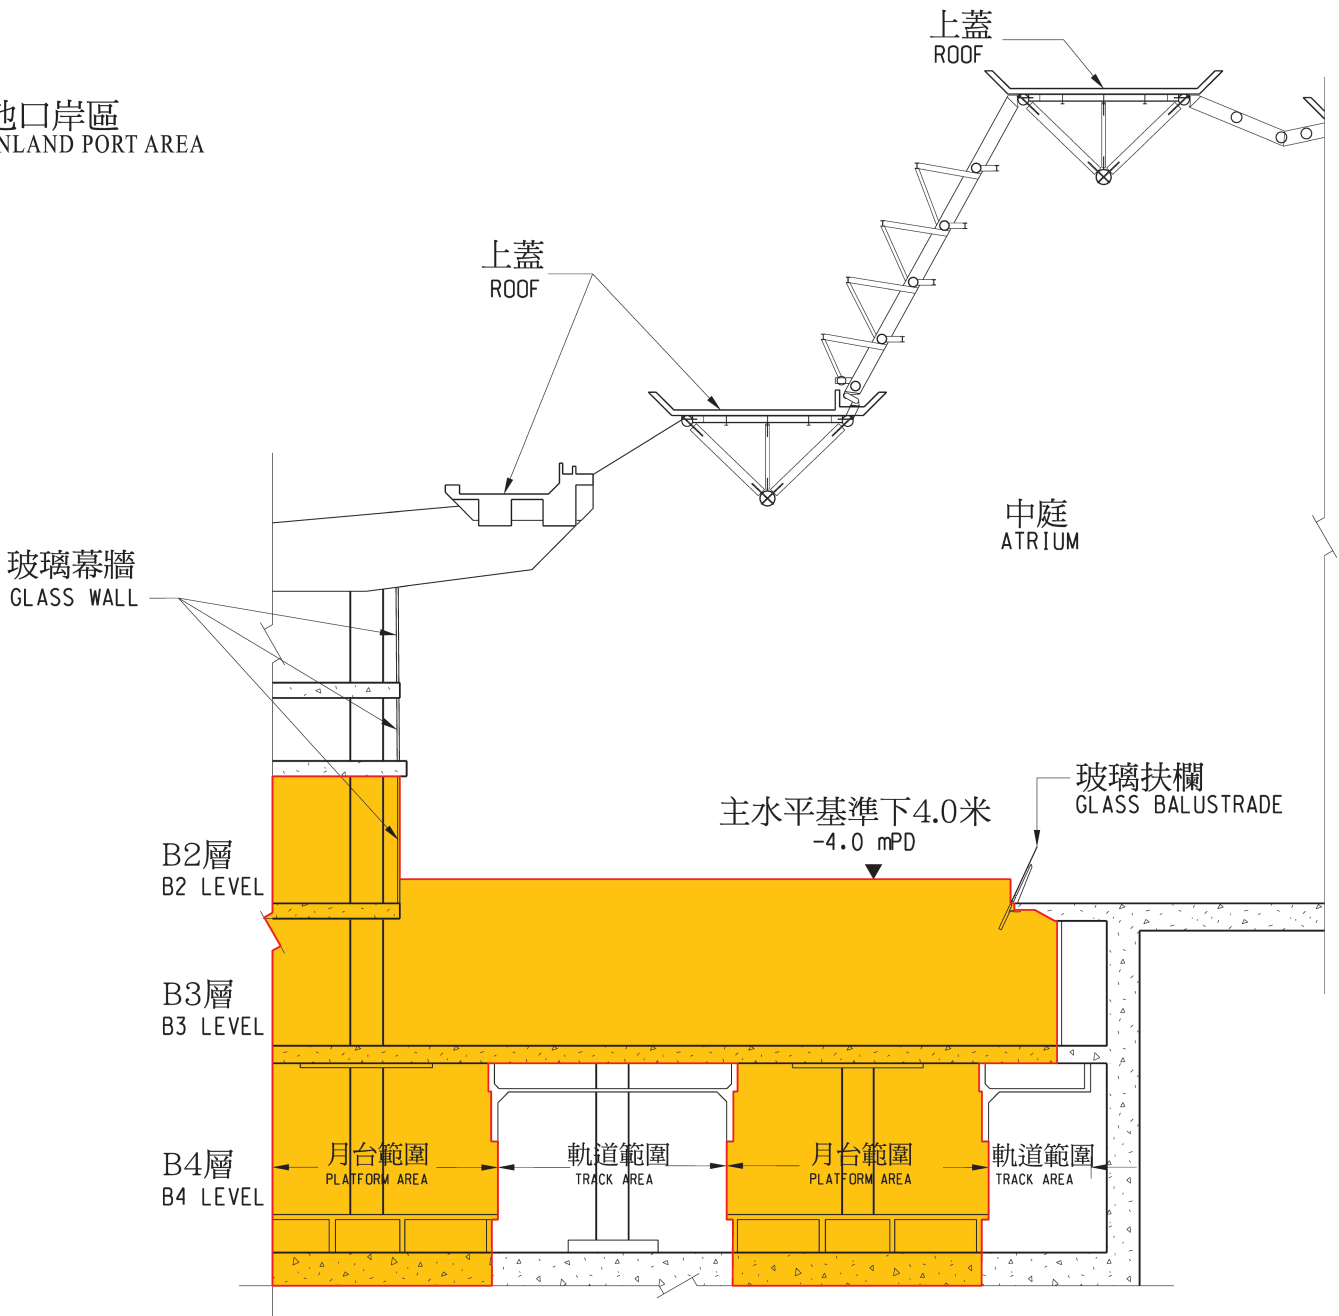 上蓋
ROOF
地口岸區
NLAND PORT AREA
上蓋
ROOF
中庭
ATRIUM
玻璃幕牆
GLASS WALL
玻璃扶欄
GLASS BALUSTRADE
主水平基準下4.0米
-4.0 mPD
B2層
B2 LEVEL
B3層
B3 LEVEL
B4層
B4 LEVEL
月台範圍
PLATFORM AREA
軌道範圍
TRACK AREA
月台範圍
PLATFORM AREA
軌道範圍
TRACK AREA